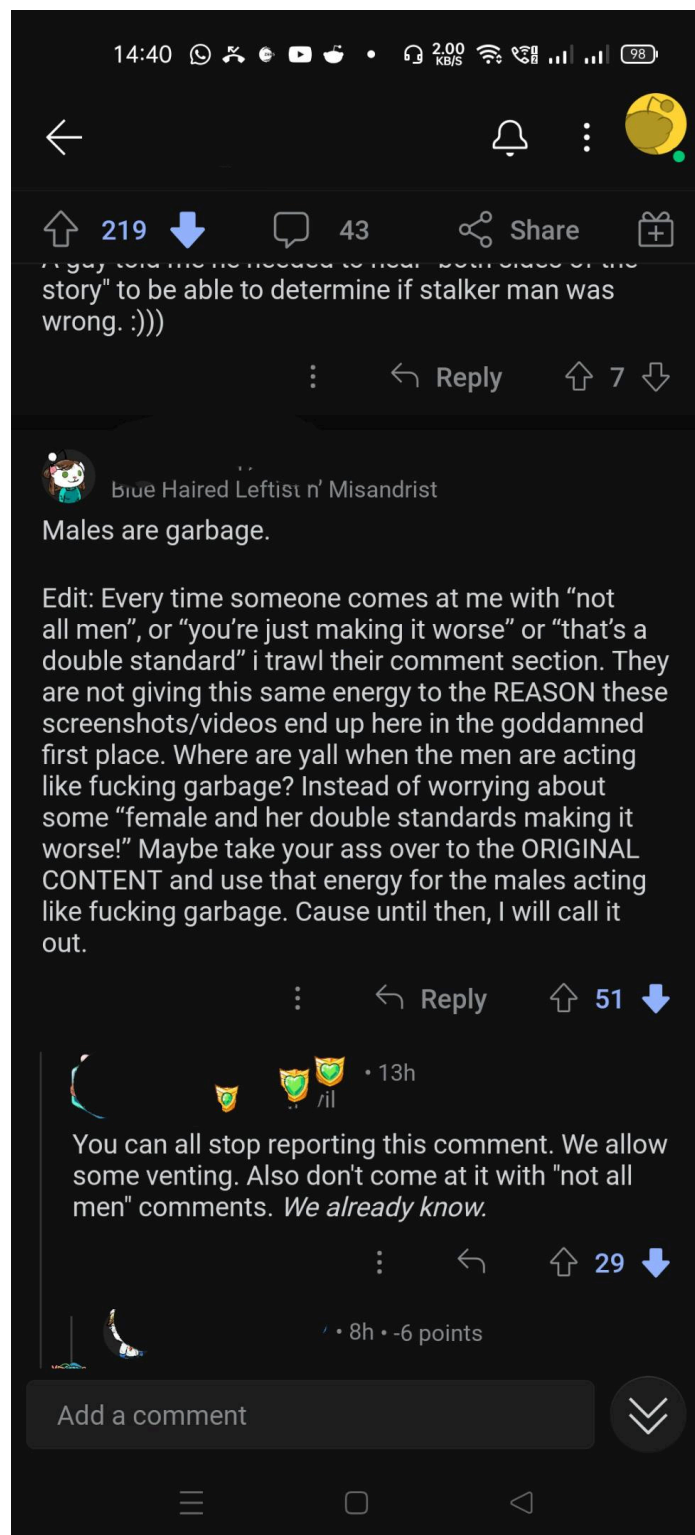 14:40 2.00 KB/S 98
219 43 Share
story" to be able to determine if stalker man was
wrong. :)))
Reply 7
Blue Haired Leftist n' Misandrist
Males are garbage.
Edit: Every time someone comes at me with “not
all men”, or “you’re just making it worse” or “that’s a
double standard” i trawl their comment section. They
are not giving this same energy to the REASON these
screenshots/videos end up here in the goddamned
first place. Where are yall when the men are acting
like fucking garbage? Instead of worrying about
some “female and her double standards making it
worse!” Maybe take your ass over to the ORIGINAL
CONTENT and use that energy for the males acting
like fucking garbage. Cause until then, I will call it
out.
Reply 51
• 13h
You can all stop reporting this comment. We allow
some venting. Also don't come at it with "not all
men" comments. We already know.
29
• 8h • -6 points
Add a comment